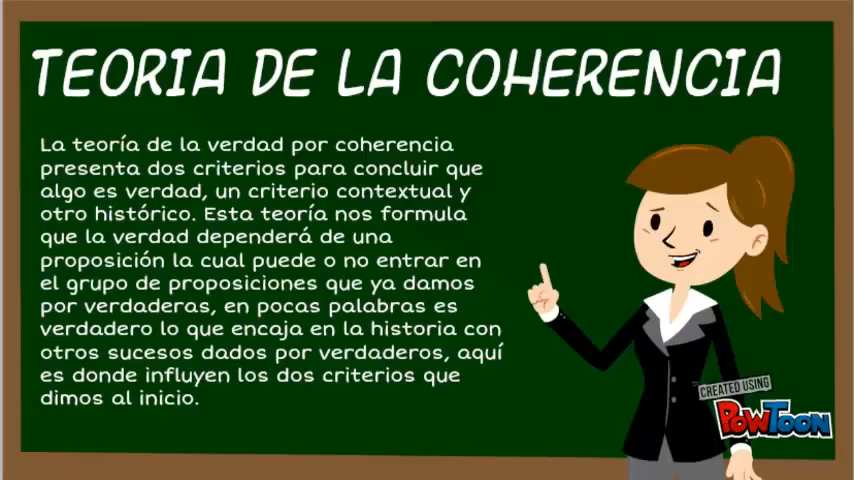 TEORIA DE LA COHERENCIA
La teoría de la verdad por coherencia
presenta dos criterios para concluir que
algo es verdad, un criterio contextual y
otro histórico. Esta teoría nos formula
que la verdad dependerá de una
proposición la cual puede o no entrar en
el grupo de proposiciones que ya damos
por verdaderas, en pocas palabras es
verdadero lo que encaja en la historia con
otros sucesos dados por verdaderos, aquí
es donde influyen los dos criterios que
dimos al inicio.
CREATED USING
POWTOON